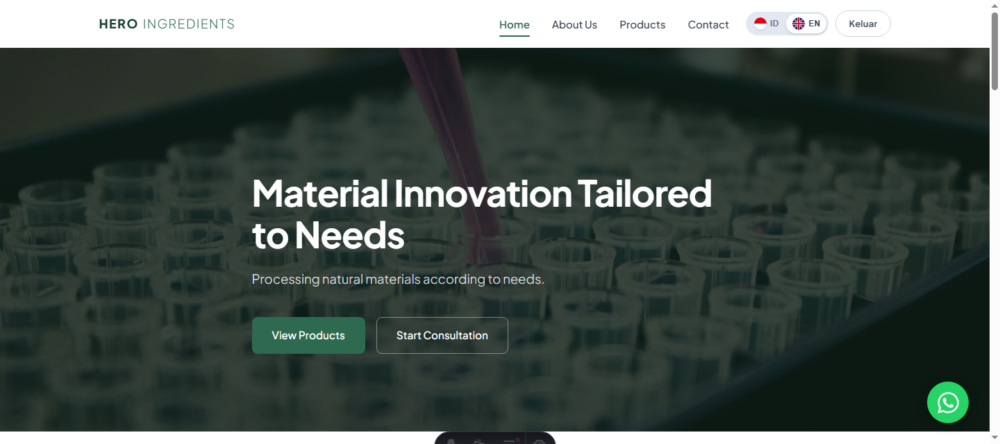 HERO INGREDIENTS
Home
About Us
Products
Contact
ID
EN
Keluar
Material Innovation Tailored
to Needs
Processing natural materials according to needs.
View Products
Start Consultation